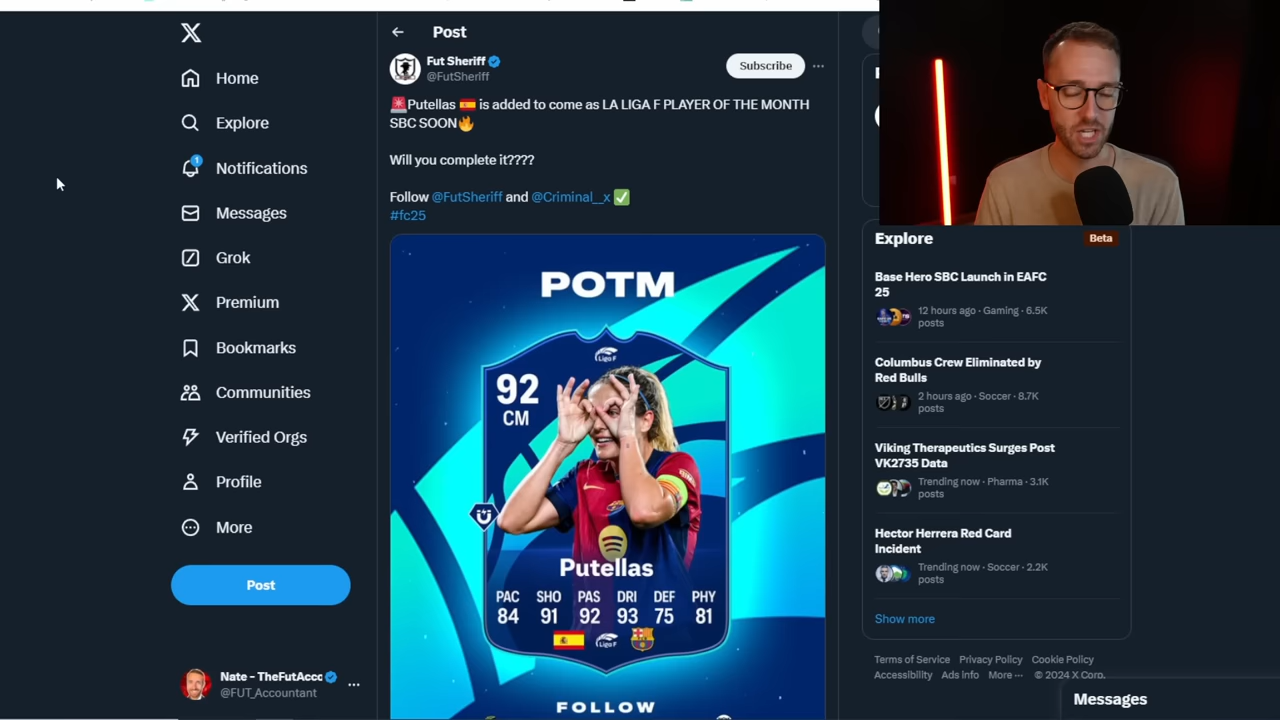 Home
Explore
1
Notifications
Messages
Grok
Premium
Bookmarks
Communities
Verified Orgs
Profile
More
Post
Nate - TheFutAcco
@FUT_Accountant
Post
Fut Sheriff
@FutSheriff
Subscribe
Putellas is added to come as LA LIGA F PLAYER OF THE MONTH
SBC SOON
Will you complete it????
Follow @FutSheriff and @Criminal__x
#fc25
POTM
Liga F
92
CM
Putellas
PAC SHO PAS DRI DEF PHY
84 91 92 93 75 81
Liga F
FOLLOW
Explore
Beta
Base Hero SBC Launch in EAFC
25
12 hours ago · Gaming · 6.5K
posts
Columbus Crew Eliminated by
Red Bulls
2 hours ago · Soccer · 8.7K
posts
Viking Therapeutics Surges Post
VK2735 Data
Trending now · Pharma · 3.1K
posts
Hector Herrera Red Card
Incident
Trending now · Soccer · 2.2K
posts
Show more
Terms of Service Privacy Policy Cookie Policy
Accessibility Ads info More ··· © 2024 X Corp.
Messages